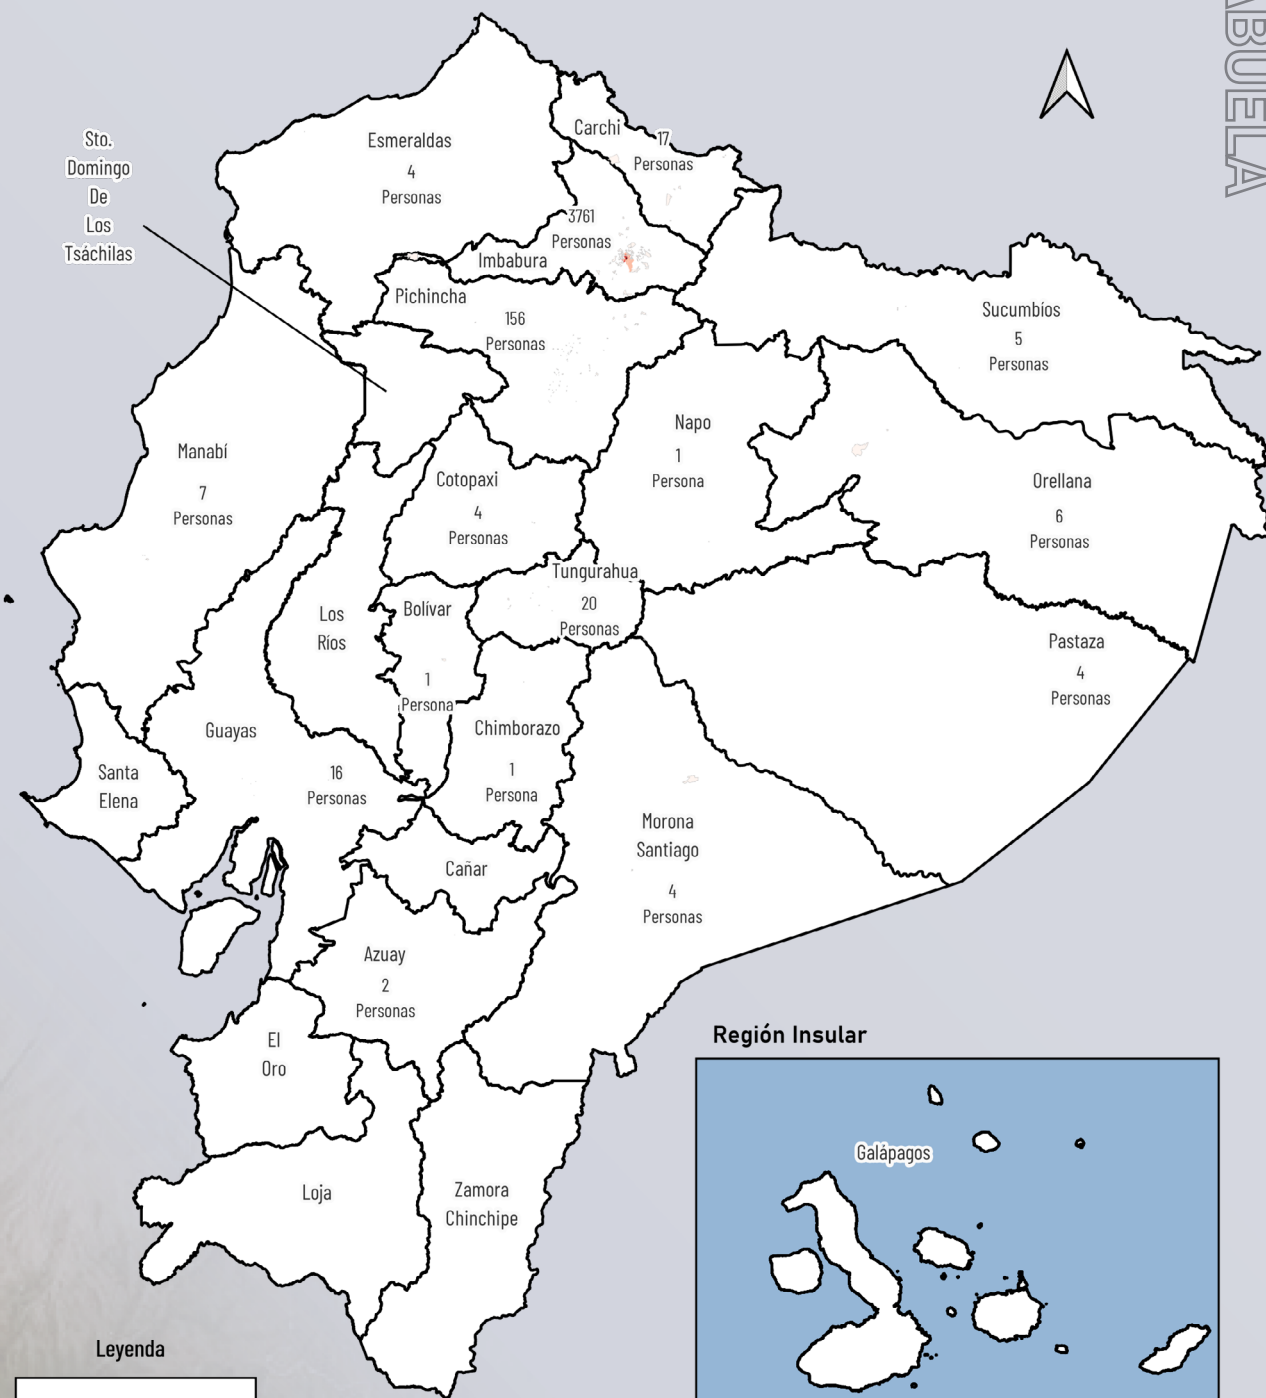 ABUELA
Sto.
Domingo
De
Los
Tsáchilas
Esmeraldas
4
Personas
Carchi
17
Personas
3761
Personas
Imbabura
Pichincha
156
Personas
Sucumbíos
5
Personas
Manabí
7
Personas
Cotopaxi
4
Personas
Napo
1
Persona
Orellana
6
Personas
Tungurahua
20
Personas
Los
Ríos
Bolívar
1
Persona
Pastaza
4
Personas
Guayas
16
Personas
Santa
Elena
Chimborazo
1
Persona
Morona
Santiago
4
Personas
Cañar
Azuay
2
Personas
El
Oro
Loja
Zamora
Chinchipe
Región Insular
Galápagos
Leyenda